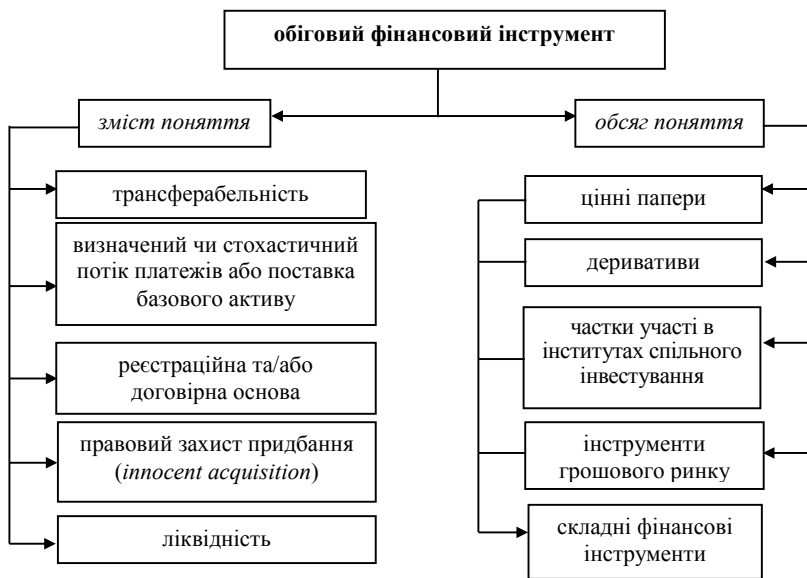 обіговий фінансовий інструмент
зміст поняття
обсяг поняття
трансферабельність
визначений чи стохастичний
потік платежів або поставка
базового активу
реєстраційна та/або
договірна основа
правовий захист придбання
(innocent acquisition)
ліквідність
цінні папери
деривативи
частки участі в
інститутах спільного
інвестування
інструменти
грошового ринку
складні фінансові
інструменти